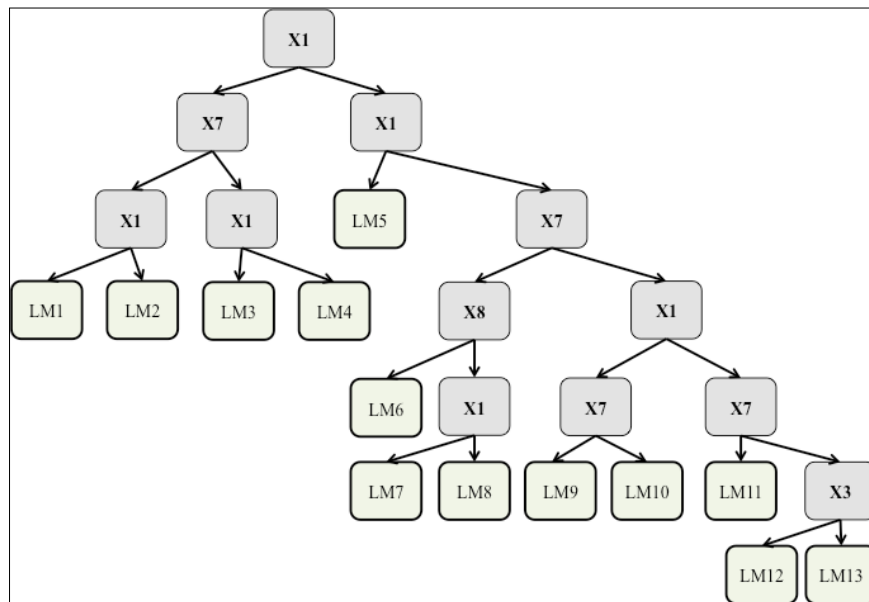 X1
X7 X1
X1 X1 LM5 X7
LM1 LM2 LM3 LM4 X8 X1
LM6 X1 X7 X7
LM7 LM8 LM9 LM10 LM11 X3
LM12 LM13